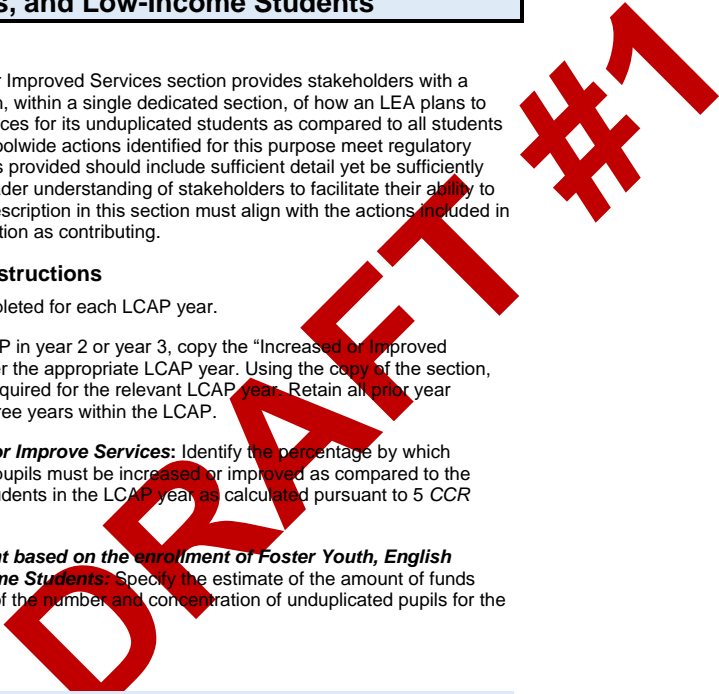 s, and Low-Income Students
r Improved Services section provides stakeholders with a
n, within a single dedicated section, of how an LEA plans to
ces for its unduplicated students as compared to all students
oolwide actions identified for this purpose meet regulatory
s provided should include sufficient detail yet be sufficiently
der understanding of stakeholders to facilitate their ability to
escription in this section must align with the actions included in
tion as contributing.
structions
pleted for each LCAP year.
P in year 2 or year 3, copy the “Increased or Improved
er the appropriate LCAP year. Using the copy of the section,
quired for the relevant LCAP year. Retain all prior year
ree years within the LCAP.
or Improve Services: Identify the percentage by which
pupils must be increased or improved as compared to the
udents in the LCAP year as calculated pursuant to 5 CCR
nt based on the enrollment of Foster Youth, English
me Students: Specify the estimate of the amount of funds
of the number and concentration of unduplicated pupils for the
DRAFT #1